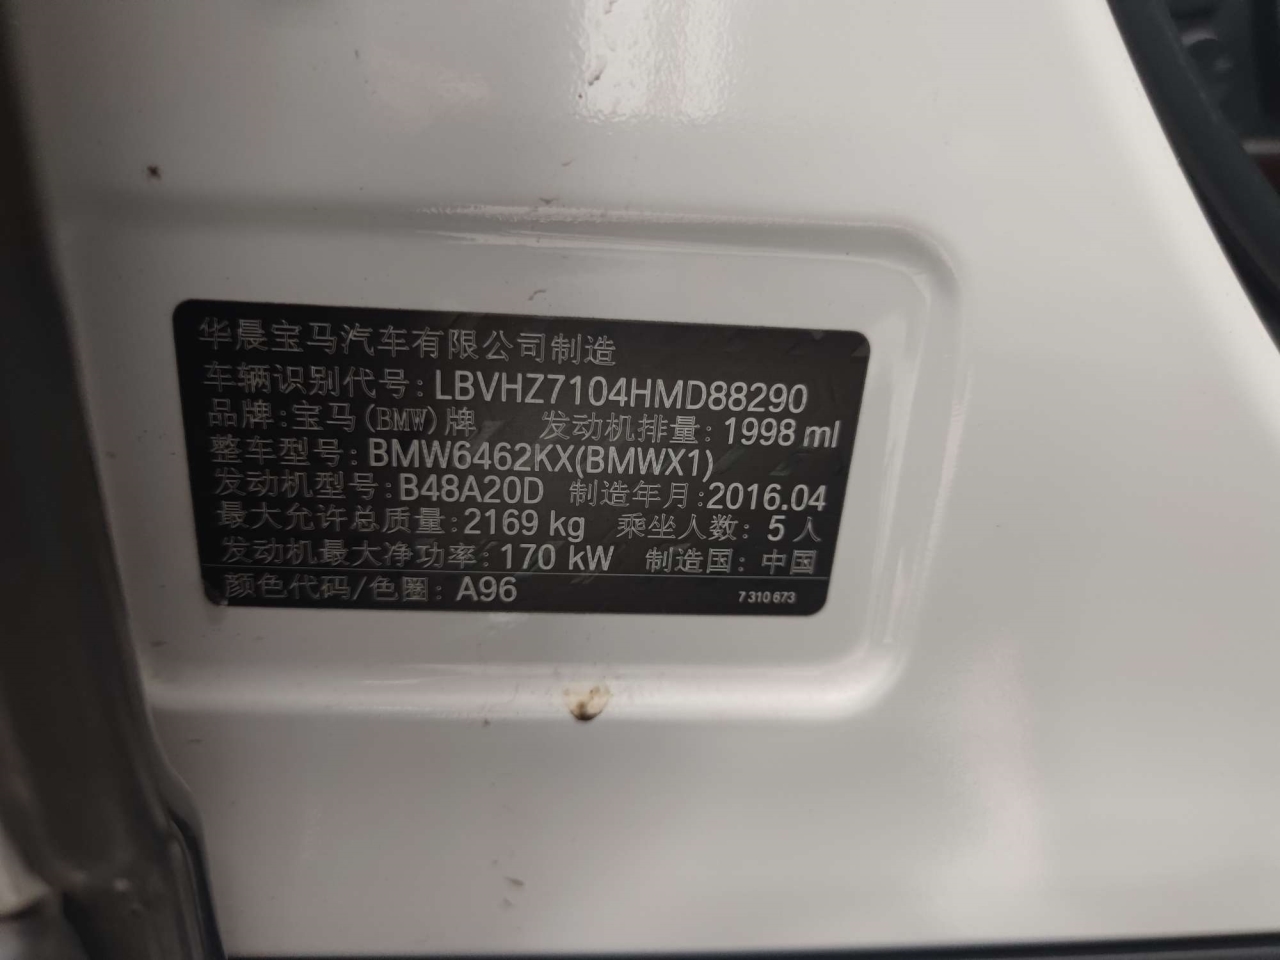 华晨宝马汽车有限公司制造
车辆识别代号:LBVHZ7104HMD88290
品牌:宝马(BMW)牌 发动机排量:1998 ml
整车型号:BMW6462KX(BMWX1)
发动机型号:B48A20D 制造年月:2016.04
最大允许总质量:2169 kg 乘坐人数:5人
发动机最大净功率:170 kW 制造国:中国
颜色代码/色圈:A96 7 310 673